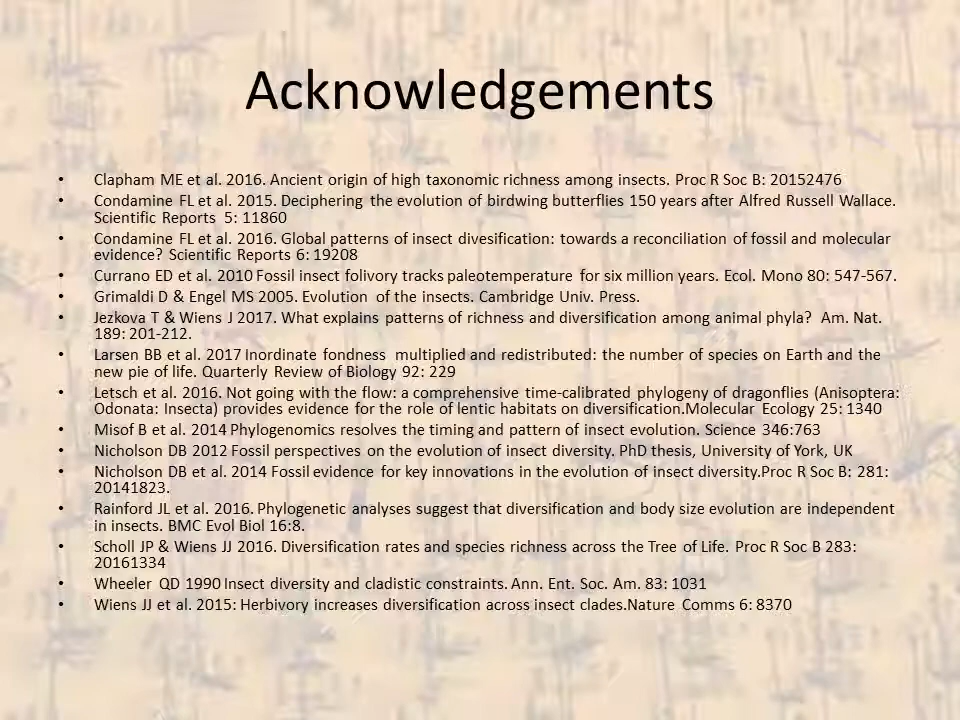 Acknowledgements
• Clapham ME et al. 2016. Ancient origin of high taxonomic richness among insects. Proc R Soc B: 20152476
• Condamine FL et al. 2015. Deciphering the evolution of birdwing butterflies 150 years after Alfred Russell Wallace.
Scientific Reports 5: 11860
• Condamine FL et al. 2016. Global patterns of insect divesification: towards a reconciliation of fossil and molecular
evidence? Scientific Reports 6: 19208
• Currano ED et al. 2010 Fossil insect folivory tracks paleotemperature for six million years. Ecol. Mono 80: 547-567.
• Grimaldi D & Engel MS 2005. Evolution of the insects. Cambridge Univ. Press.
• Jezkova T & Wiens J 2017. What explains patterns of richness and diversification among animal phyla? Am. Nat.
189: 201-212.
• Larsen BB et al. 2017 Inordinate fondness multiplied and redistributed: the number of species on Earth and the
new pie of life. Quarterly Review of Biology 92: 229
• Letsch et al. 2016. Not going with the flow: a comprehensive time-calibrated phylogeny of dragonflies (Anisoptera:
Odonata: Insecta) provides evidence for the role of lentic habitats on diversification.Molecular Ecology 25: 1340
• Misof B et al. 2014 Phylogenomics resolves the timing and pattern of insect evolution. Science 346:763
• Nicholson DB 2012 Fossil perspectives on the evolution of insect diversity. PhD thesis, University of York, UK
• Nicholson DB et al. 2014 Fossil evidence for key innovations in the evolution of insect diversity.Proc R Soc B: 281:
20141823.
• Rainford JL et al. 2016. Phylogenetic analyses suggest that diversification and body size evolution are independent
in insects. BMC Evol Biol 16:8.
• Scholl JP & Wiens JJ 2016. Diversification rates and species richness across the Tree of Life. Proc R Soc B 283:
20161334
• Wheeler QD 1990 Insect diversity and cladistic constraints. Ann. Ent. Soc. Am. 83: 1031
• Wiens JJ et al. 2015: Herbivory increases diversification across insect clades.Nature Comms 6: 8370